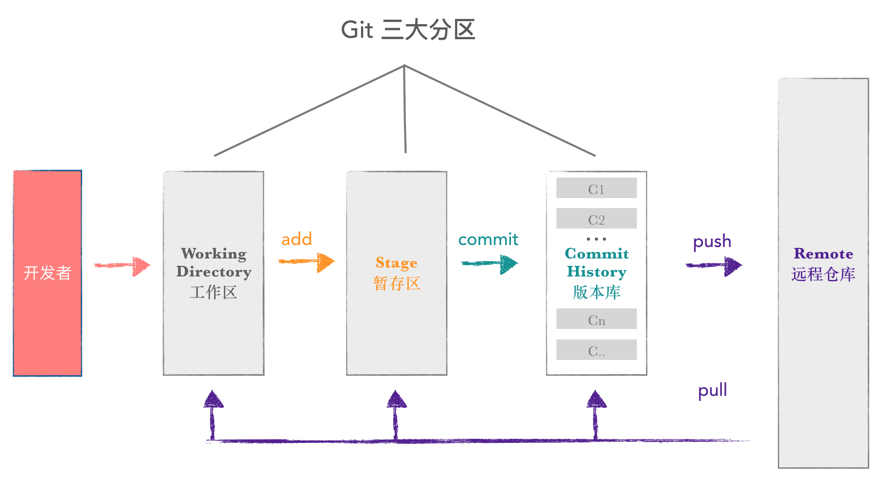 Git 三大分区
开发者
Working
Directory
工作区
add
Stage
暂存区
commit
C1
C2
...
Commit
History
版本库
Cn
C..
push
Remote
远程仓库
pull